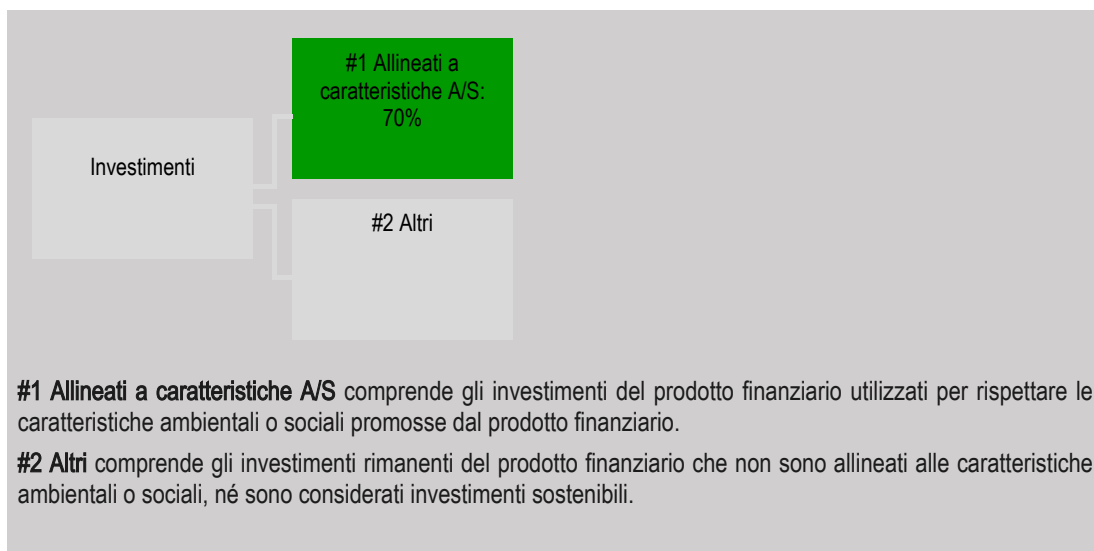 #1 Allineati a
caratteristiche A/S:
70%
Investimenti
#2 Altri
#1 Allineati a caratteristiche A/S comprende gli investimenti del prodotto finanziario utilizzati per rispettare le
caratteristiche ambientali o sociali promosse dal prodotto finanziario.
#2 Altri comprende gli investimenti rimanenti del prodotto finanziario che non sono allineati alle caratteristiche
ambientali o sociali, né sono considerati investimenti sostenibili.